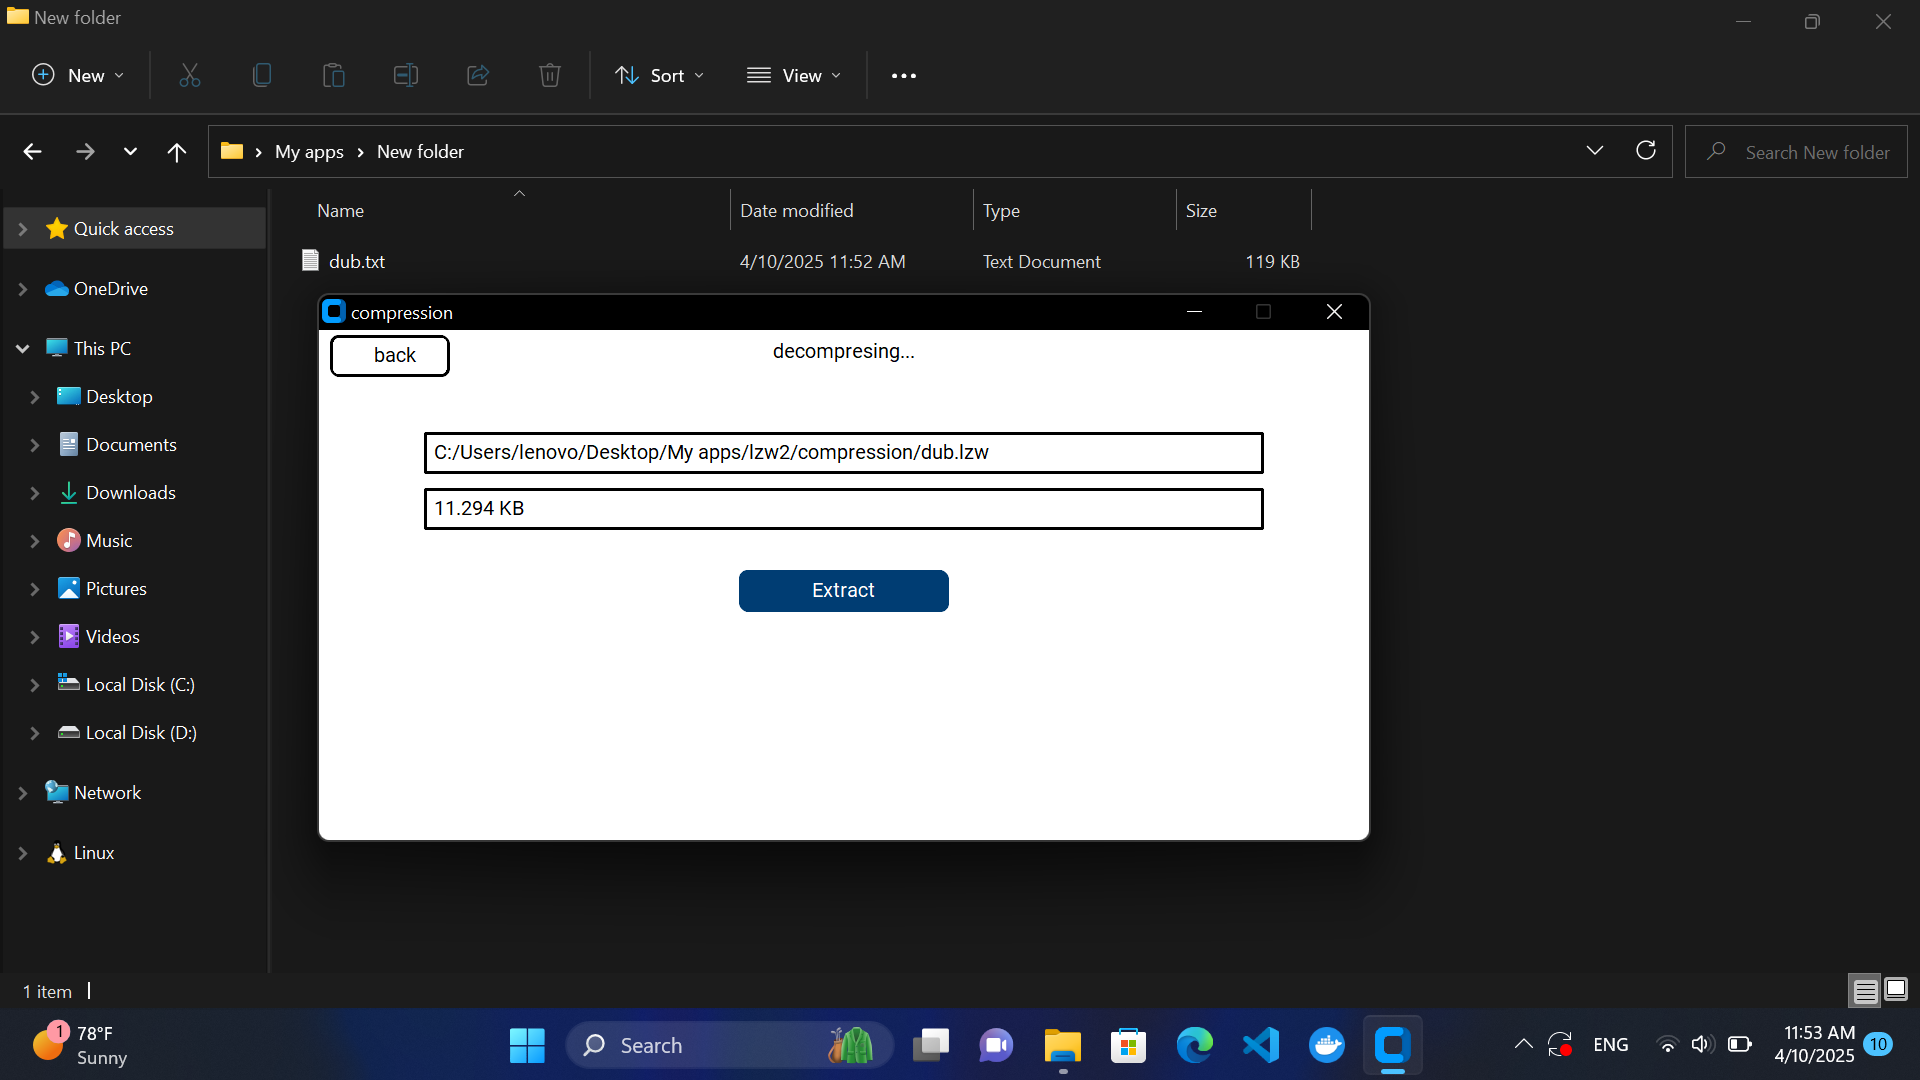 New folder
New
Sort
View
My apps
New folder
Search New folder
Name
Date modified
Type
Size
Quick access
dub.txt
4/10/2025 11:52 AM
Text Document
119 KB
OneDrive
This PC
Desktop
Documents
Downloads
Music
Pictures
Videos
Local Disk (C:)
Local Disk (D:)
Network
Linux
compression
back
decompresing...
C:/Users/lenovo/Desktop/My apps/lzw2/compression/dub.lzw
11.294 KB
Extract
1 item
1
78°F
Sunny
Search
ENG
11:53 AM
4/10/2025
10